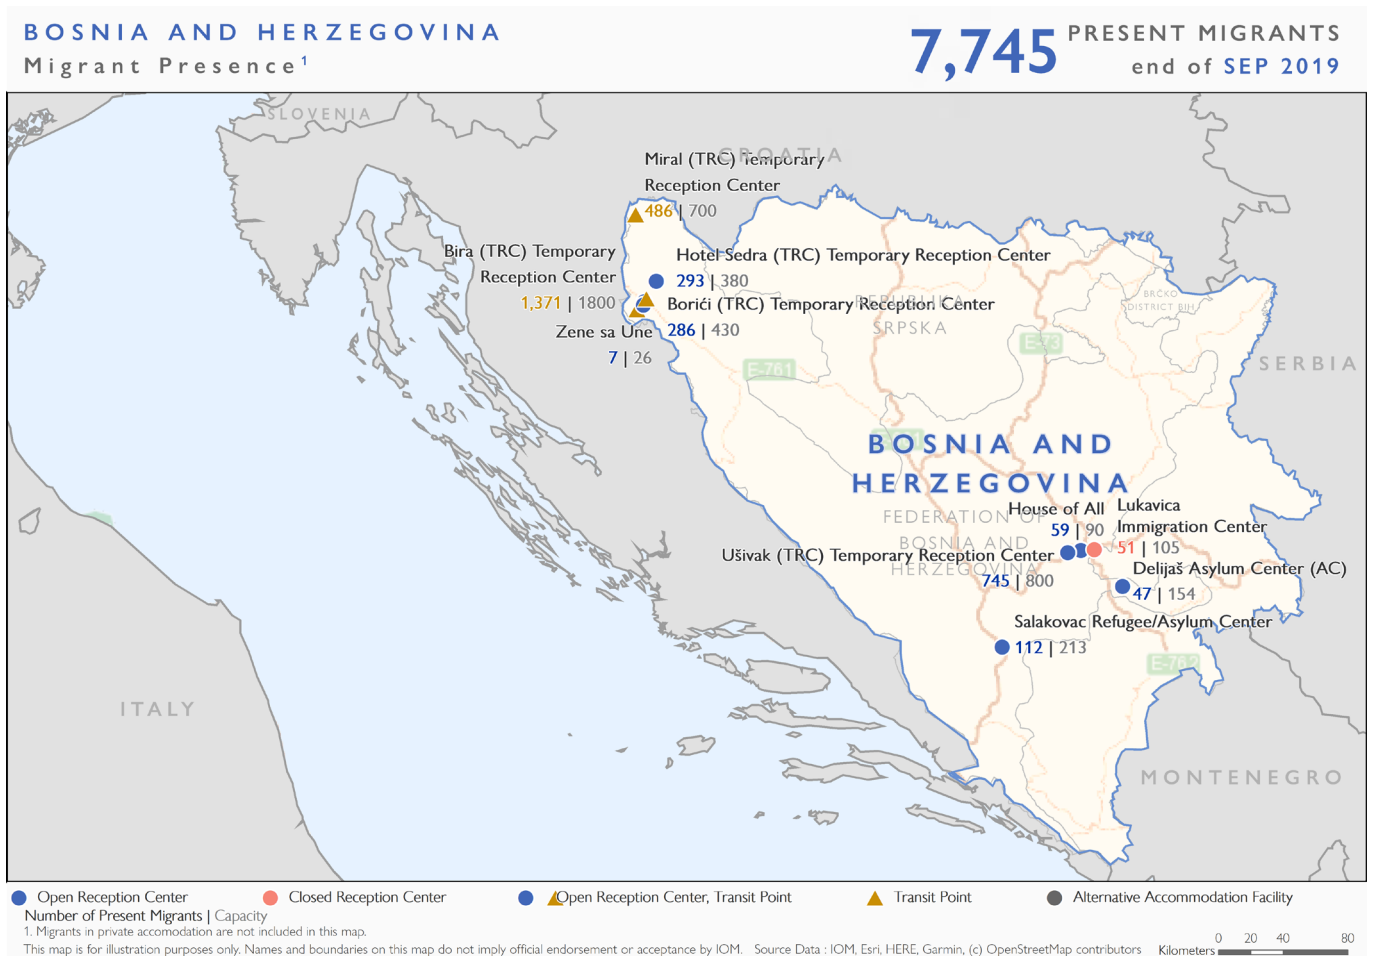 BOSNIA AND HERZEGOVINA
Migrant Presence¹
7,745 PRESENT MIGRANTS
end of SEP 2019
SLOVENIA
CROATIA
Miral (TRC) Temporary
Reception Center
486 | 700
Bira (TRC) Temporary
Reception Center
1,371 | 1800
Hotel Sedra (TRC) Temporary Reception Center
293 | 380
Borići (TRC) Temporary Reception Center
286 | 430
Zene sa Une
7 | 26
REPUBLIKA
SRPSKA
BRČKO
DISTRICT BIH
E-73
E-761
SERBIA
BOSNIA AND
HERZEGOVINA
FEDERATION OF
BOSNIA AND
HERZEGOVINA
House of All
59 | 90
Lukavica
Immigration Center
51 | 105
Ušivak (TRC) Temporary Reception Center
745 | 800
Delijaš Asylum Center (AC)
47 | 154
Salakovac Refugee/Asylum Center
112 | 213
E-762
ITALY
MONTENEGRO
Open Reception Center
Closed Reception Center
Open Reception Center, Transit Point
Transit Point
Alternative Accommodation Facility
Number of Present Migrants | Capacity
1. Migrants in private accomodation are not included in this map.
This map is for illustration purposes only. Names and boundaries on this map do not imply official endorsement or acceptance by IOM. Source Data : IOM, Esri, HERE, Garmin, (c) OpenStreetMap contributors
Kilometers
0 20 40 80